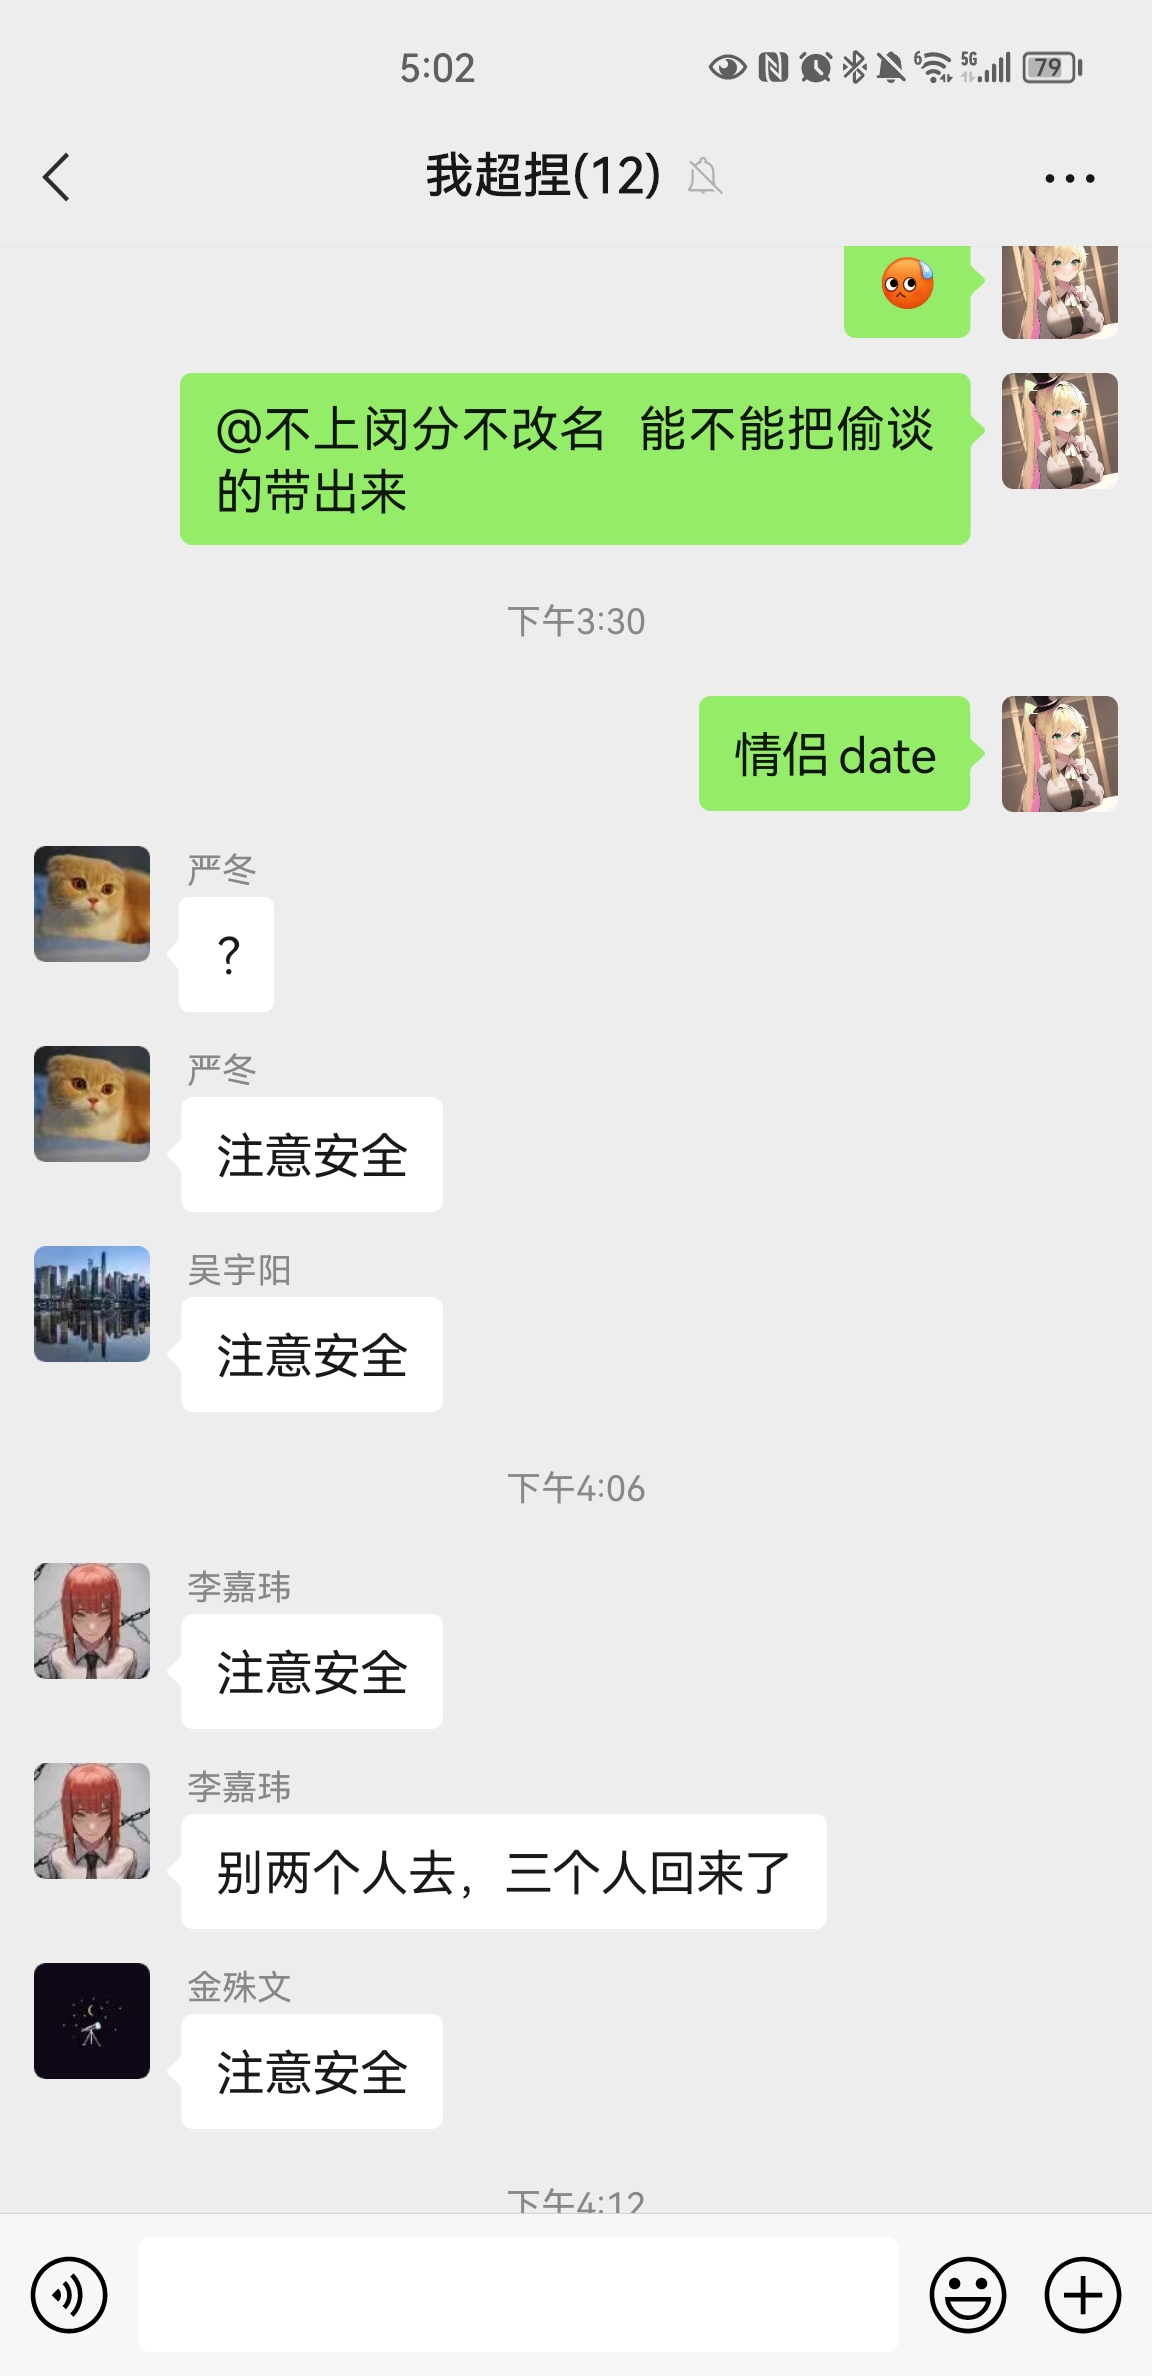 5:02
6
5G
79
我超捏(12)
@不上闵分不改名 能不能把偷谈
的带出来
下午3:30
情侣 date
严冬
？
严冬
注意安全
吴宇阳
注意安全
下午4:06
李嘉玮
注意安全
李嘉玮
别两个人去，三个人回来了
金殊文
注意安全
下午4:12